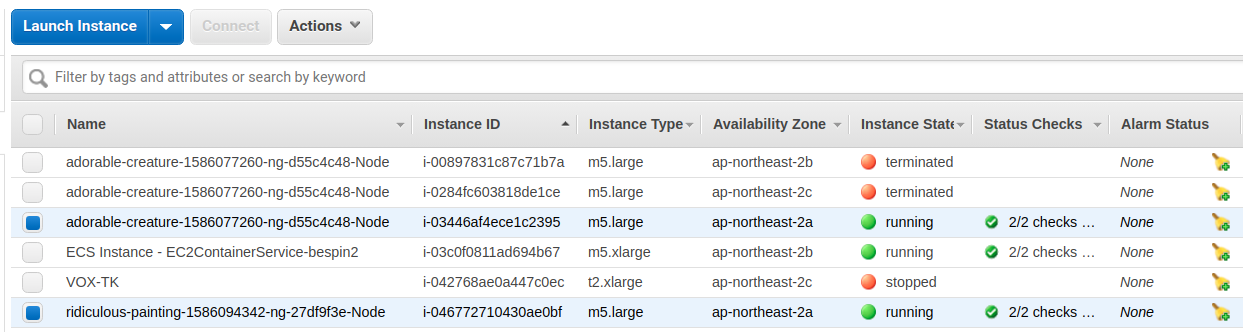 Launch Instance Connect Actions
Filter by tags and attributes or search by keyword
Name Instance ID Instance Type Availability Zone Instance State Status Checks Alarm Status
adorable-creature-1586077260-ng-d55c4c48-Node i-00897831c87c71b7a m5.large ap-northeast-2b terminated None
adorable-creature-1586077260-ng-d55c4c48-Node i-0284fc603818de1ce m5.large ap-northeast-2c terminated None
adorable-creature-1586077260-ng-d55c4c48-Node i-03446af4ece1c2395 m5.large ap-northeast-2a running 2/2 checks … None
ECS Instance - EC2ContainerService-bespin2 i-03c0f0811ad694b67 m5.xlarge ap-northeast-2b running 2/2 checks … None
VOX-TK i-042768ae0a447c0ec t2.xlarge ap-northeast-2c stopped None
ridiculous-painting-1586094342-ng-27df9f3e-Node i-046772710430ae0bf m5.large ap-northeast-2a running 2/2 checks … None